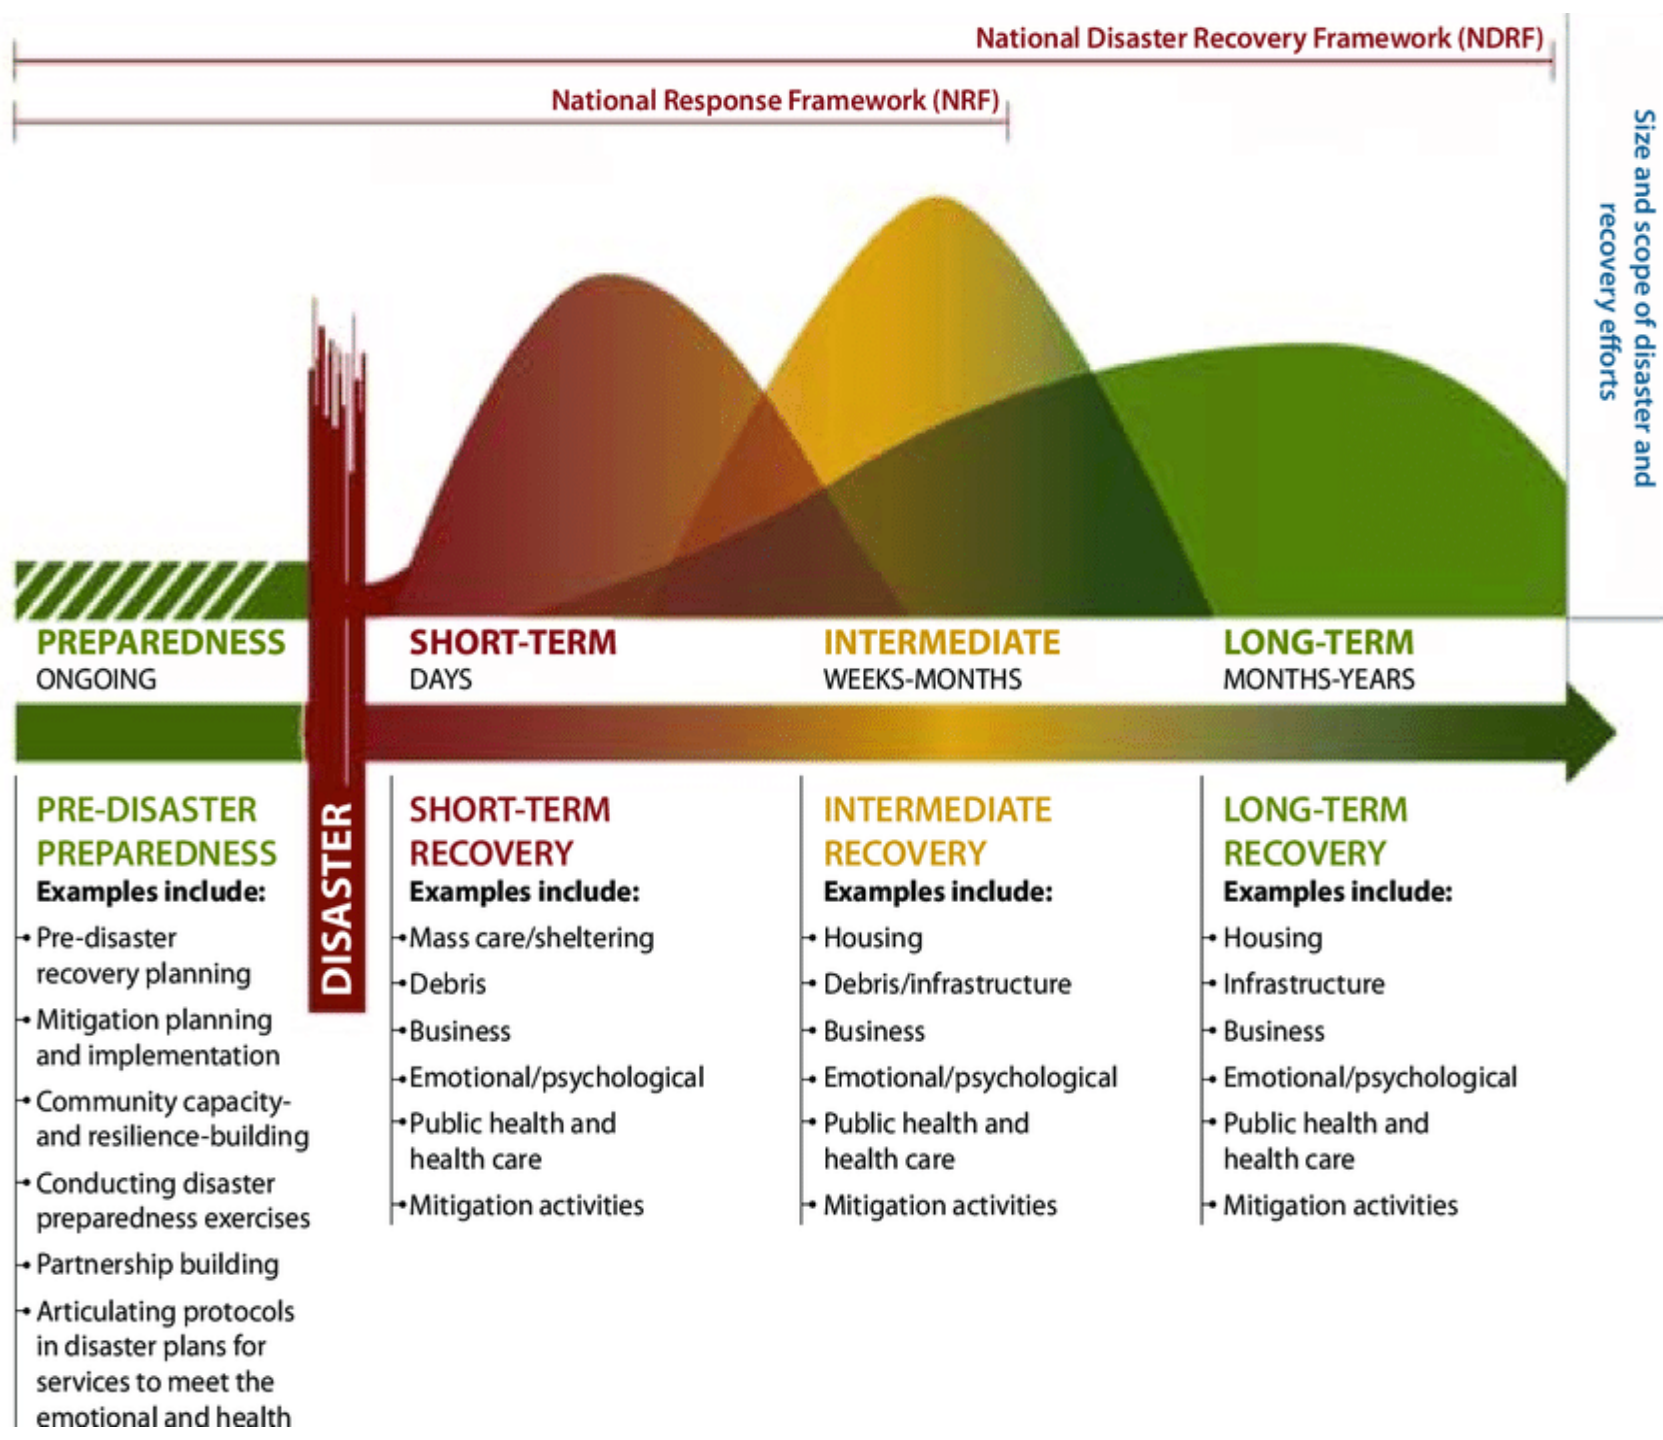 National Disaster Recovery Framework (NDRF)
National Response Framework (NRF)
Size and scope of disaster and
recovery efforts
PREPAREDNESS
ONGOING
SHORT-TERM
DAYS
INTERMEDIATE
WEEKS-MONTHS
LONG-TERM
MONTHS-YEARS
PRE-DISASTER
PREPAREDNESS
Examples include:
Pre-disaster
recovery planning
Mitigation planning
and implementation
Community capacity-
and resilience-building
Conducting disaster
preparedness exercises
Partnership building
Articulating protocols
in disaster plans for
services to meet the
emotional and health
DISASTER
SHORT-TERM
RECOVERY
Examples include:
Mass care/sheltering
Debris
Business
Emotional/psychological
Public health and
health care
Mitigation activities
INTERMEDIATE
RECOVERY
Examples include:
Housing
Debris/infrastructure
Business
Emotional/psychological
Public health and
health care
Mitigation activities
LONG-TERM
RECOVERY
Examples include:
Housing
Infrastructure
Business
Emotional/psychological
Public health and
health care
Mitigation activities